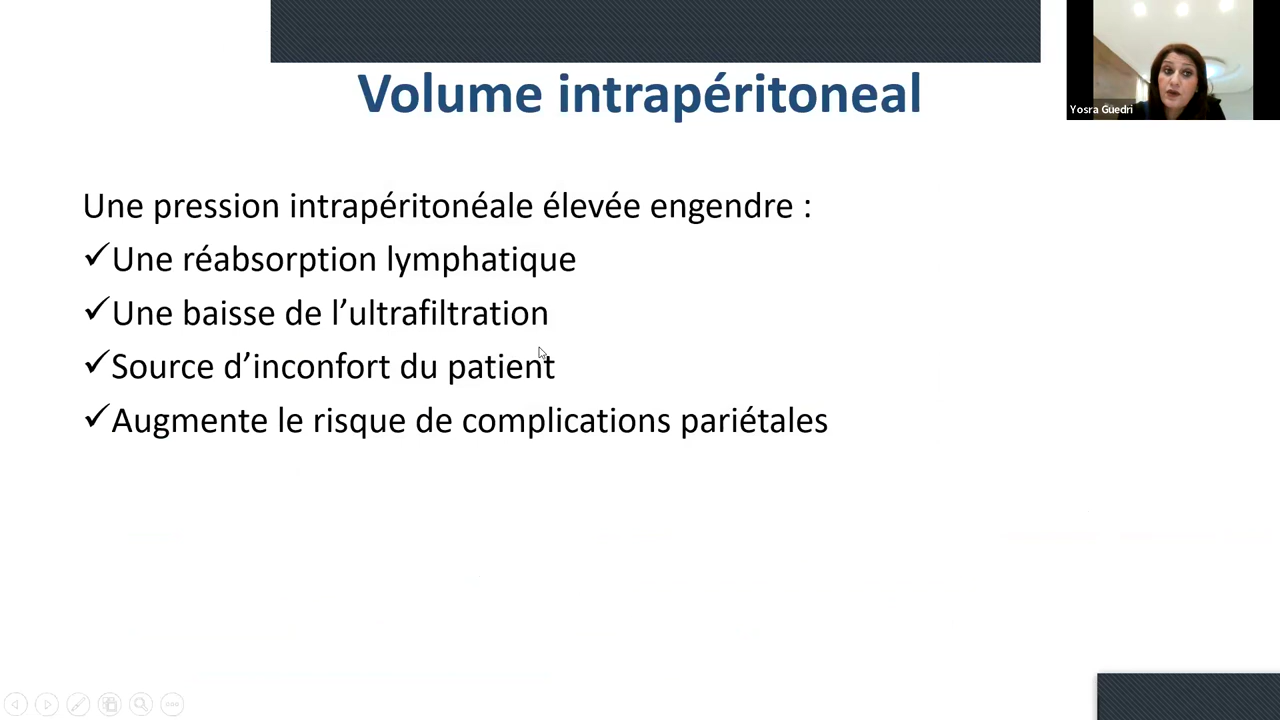 Volume intrapéritoneal
Yosra Guedri
Une pression intrapéritonéale élevée engendre :
✓Une réabsorption lymphatique
✓Une baisse de l’ultrafiltration
✓Source d’inconfort du patient
✓Augmente le risque de complications pariétales